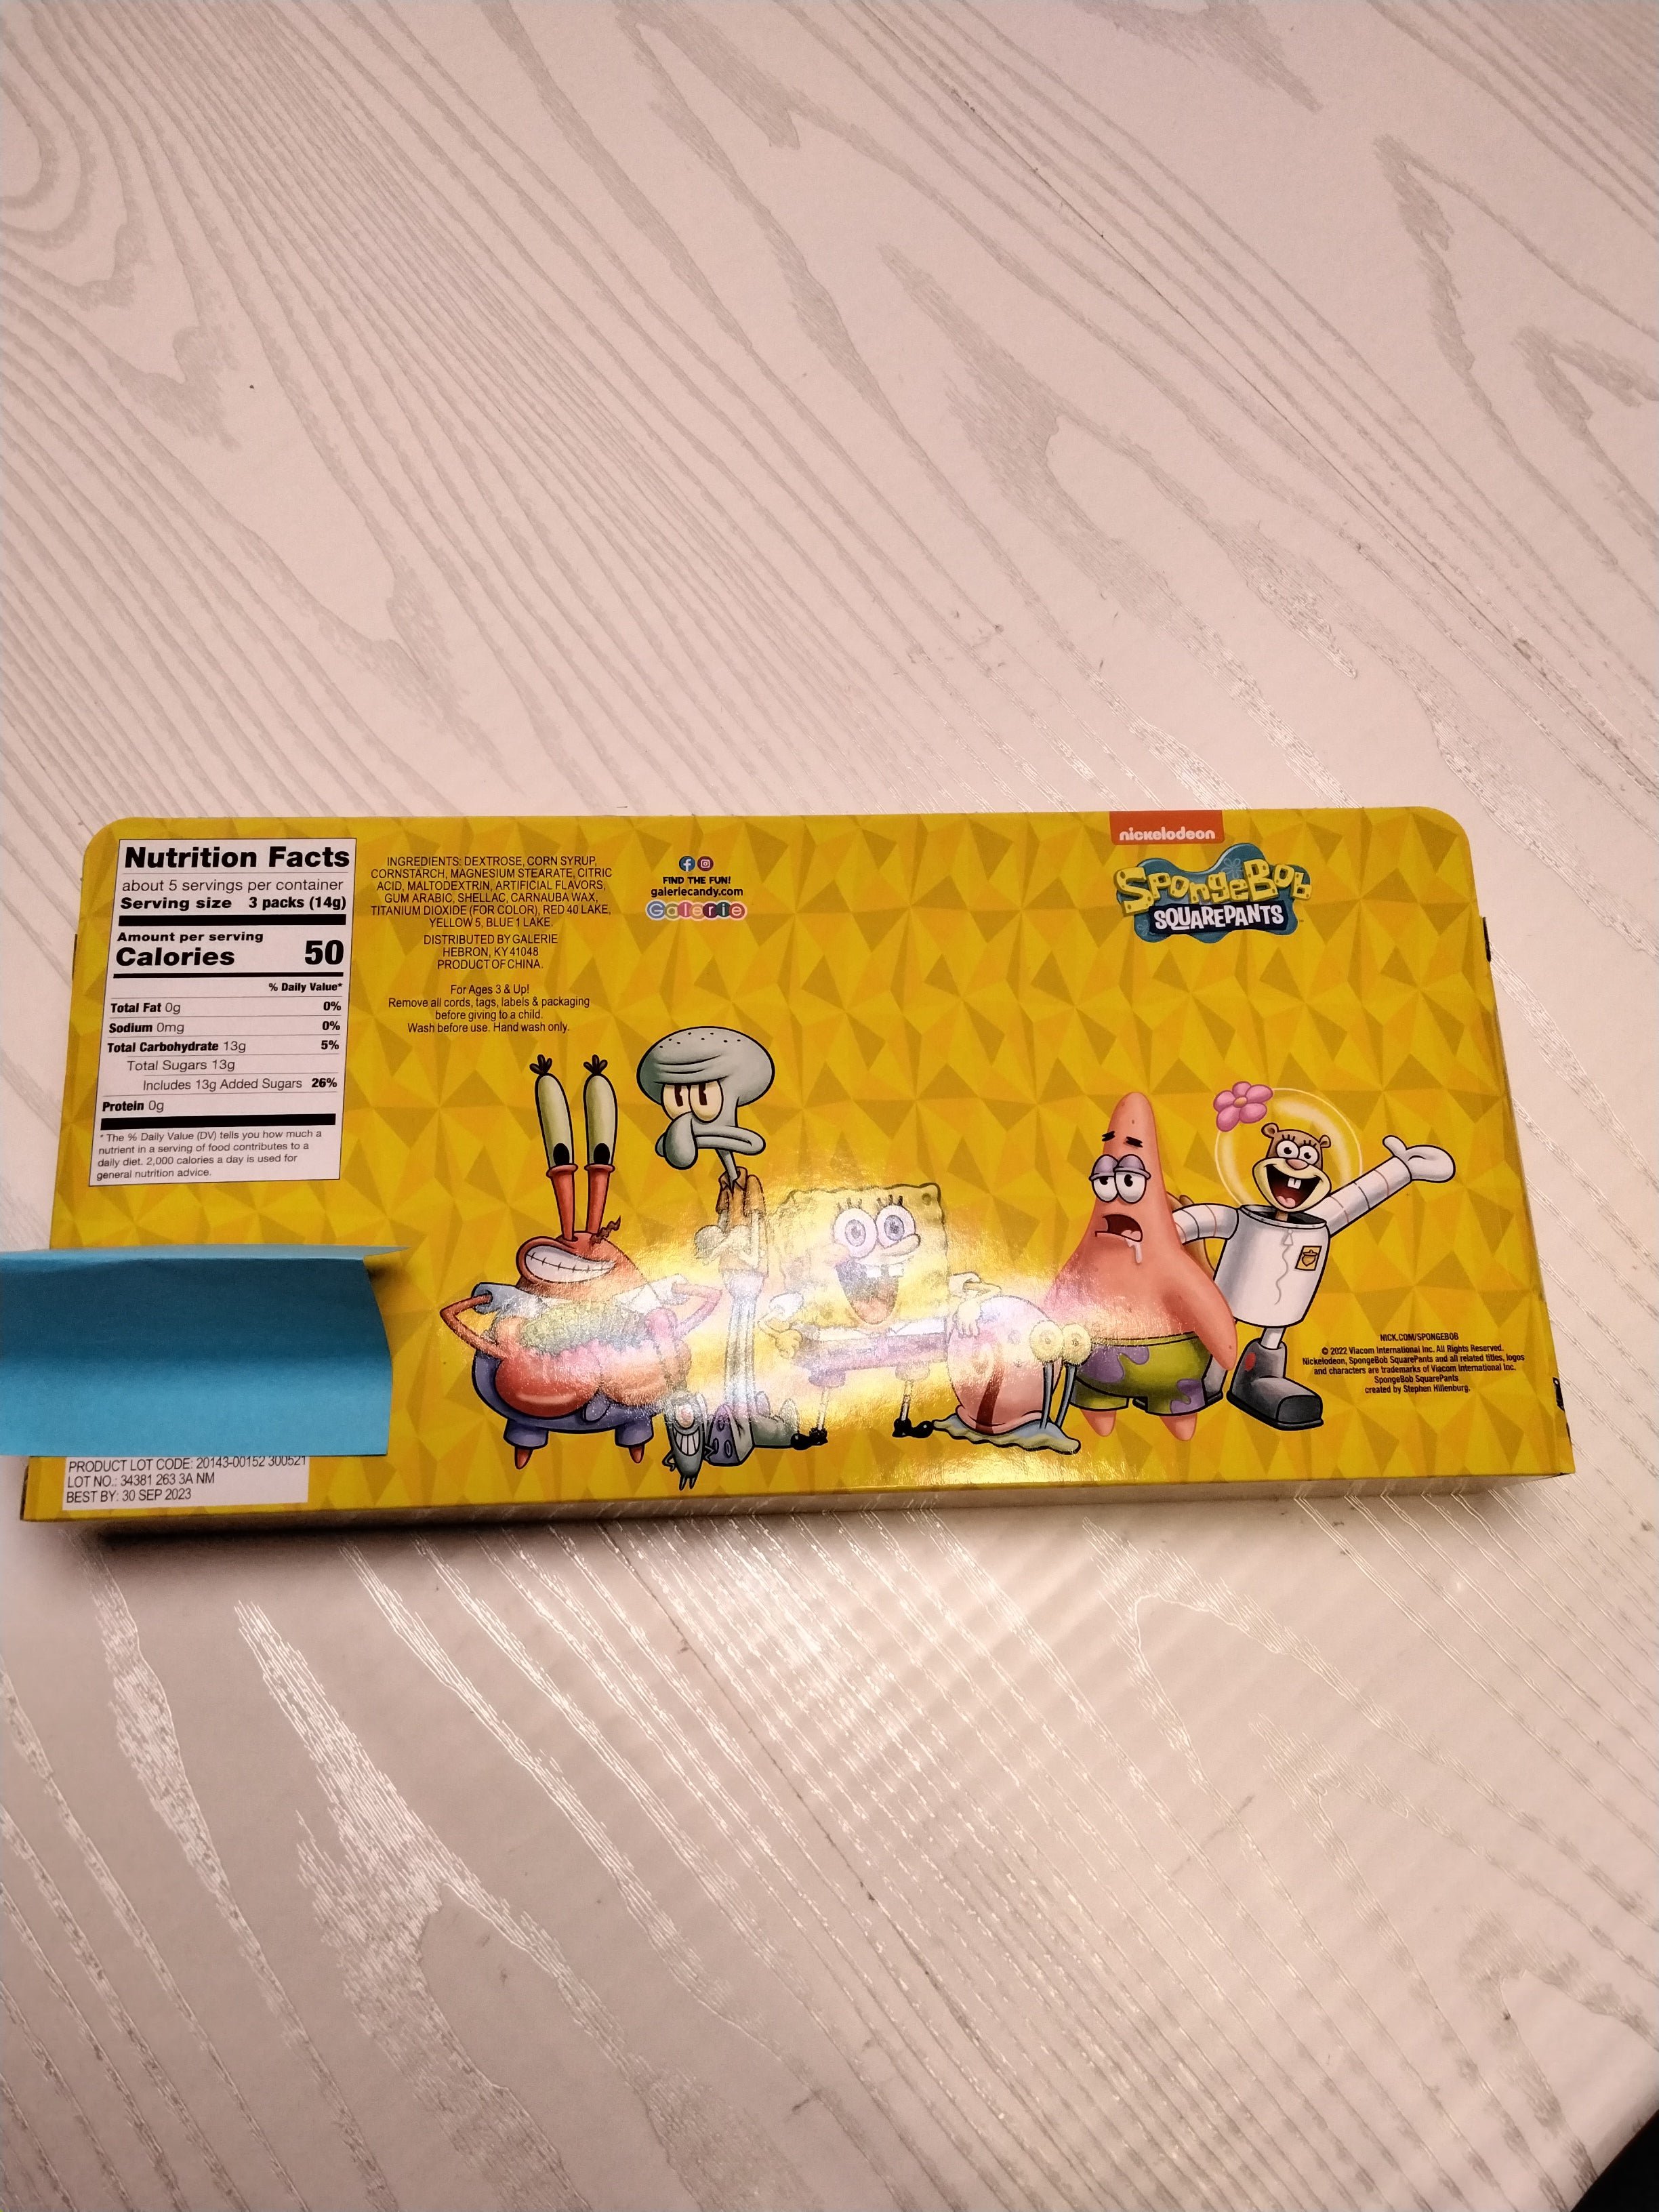 Nutrition Facts
about 5 servings per container
Serving size 3 packs (14g)
Amount per serving
Calories 50
% Daily Value*
Total Fat 0g 0%
Sodium 0mg 0%
Total Carbohydrate 13g 5%
Total Sugars 13g
Includes 13g Added Sugars 26%
Protein 0g
* The % Daily Value (DV) tells you how much a
nutrient in a serving of food contributes to a
daily diet. 2,000 calories a day is used for
general nutrition advice.
INGREDIENTS: DEXTROSE, CORN SYRUP,
CORNSTARCH, MAGNESIUM STEARATE, CITRIC
ACID, MALTODEXTRIN, ARTIFICIAL FLAVORS,
GUM ARABIC, SHELLAC, CARNAUBA WAX,
TITANIUM DIOXIDE (FOR COLOR), RED 40 LAKE,
YELLOW 5, BLUE 1 LAKE.
DISTRIBUTED BY GALERIE
HEBRON, KY 41048
PRODUCT OF CHINA.
For Ages 3 & Up!
Remove all cords, tags, labels & packaging
before giving to a child.
Wash before use. Hand wash only.
FIND THE FUN!
galeriecandy.com
Galerie
nickelodeon
SpongeBob
SQUAREPANTS
NICK.COM/SPONGEBOB
© 2022 Viacom International Inc. All Rights Reserved.
Nickelodeon, SpongeBob SquarePants and all related titles, logos
and characters are trademarks of Viacom International Inc.
SpongeBob SquarePants
created by Stephen Hillenburg.
PRODUCT LOT CODE: 20143-00152 300521
LOT NO.: 34381 263 3A NM
BEST BY: 30 SEP 2023